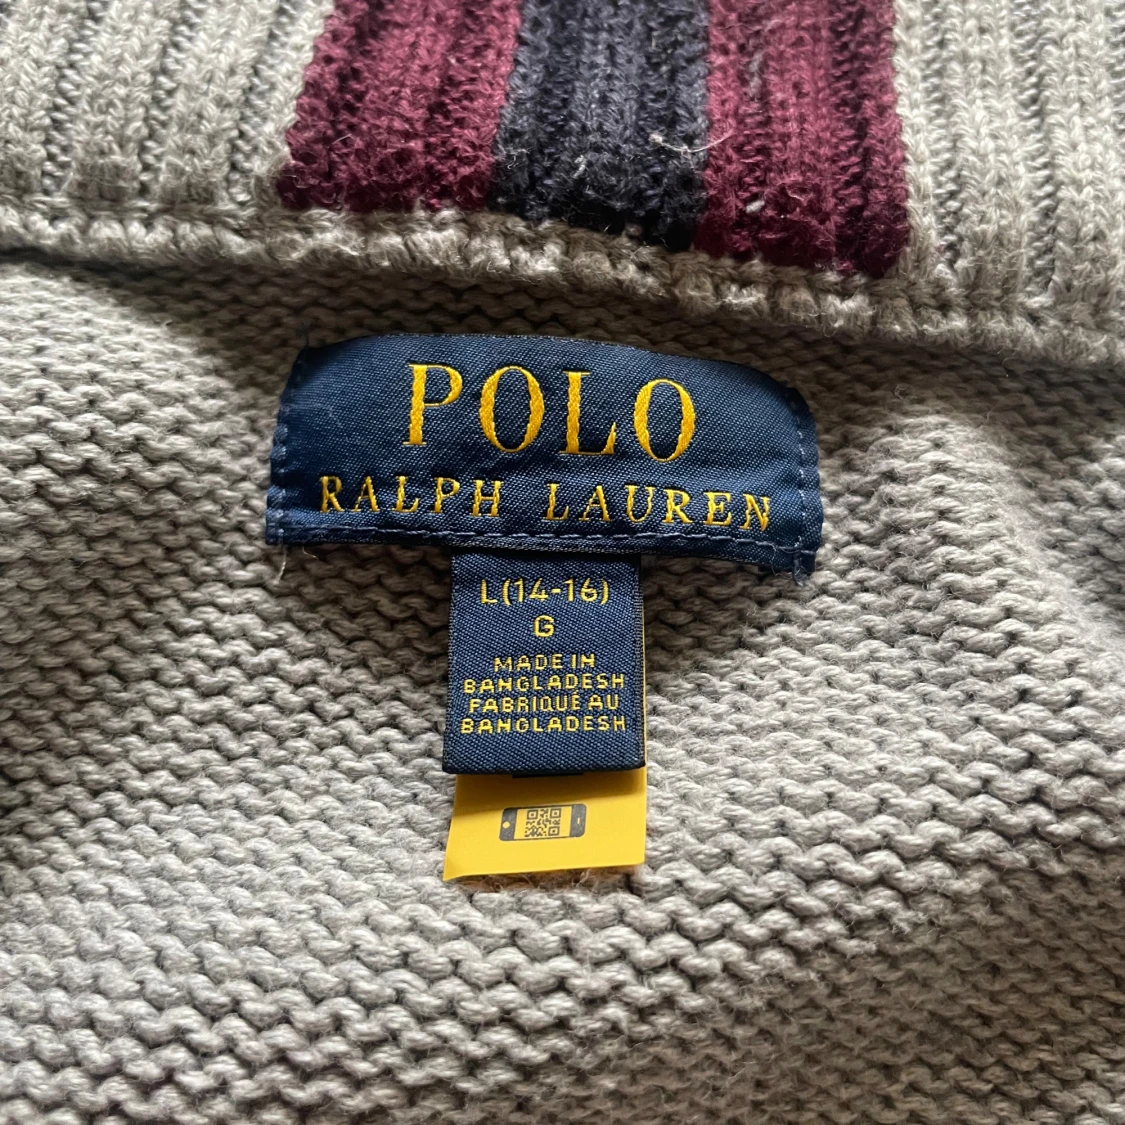 POLO
RALPH LAUREN
L(14-16)
G
MADE IN
BANGLADESH
FABRIQUÉ AU
BANGLADESH